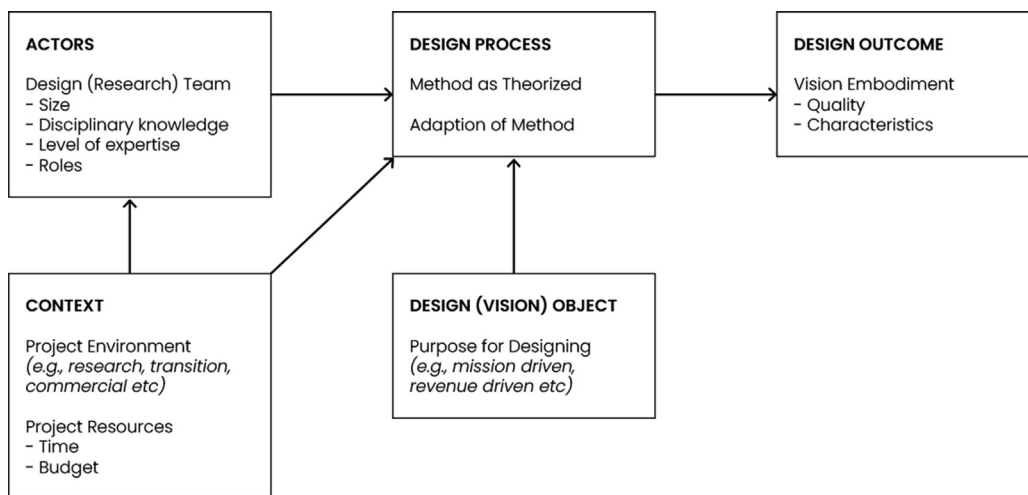 ACTORS
Design (Research) Team
- Size
- Disciplinary knowledge
- Level of expertise
- Roles
DESIGN PROCESS
Method as Theorized
Adaption of Method
DESIGN OUTCOME
Vision Embodiment
- Quality
- Characteristics
CONTEXT
Project Environment
(e.g., research, transition,
commercial etc)
Project Resources
- Time
- Budget
DESIGN (VISION) OBJECT
Purpose for Designing
(e.g., mission driven,
revenue driven etc)